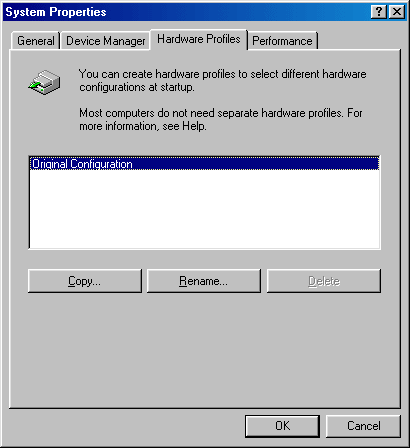 System Properties
General Device Manager Hardware Profiles Performance
You can create hardware profiles to select different hardware
configurations at startup.
Most computers do not need separate hardware profiles. For
more information, see Help.
Original Configuration
Copy... Rename... Delete
OK Cancel